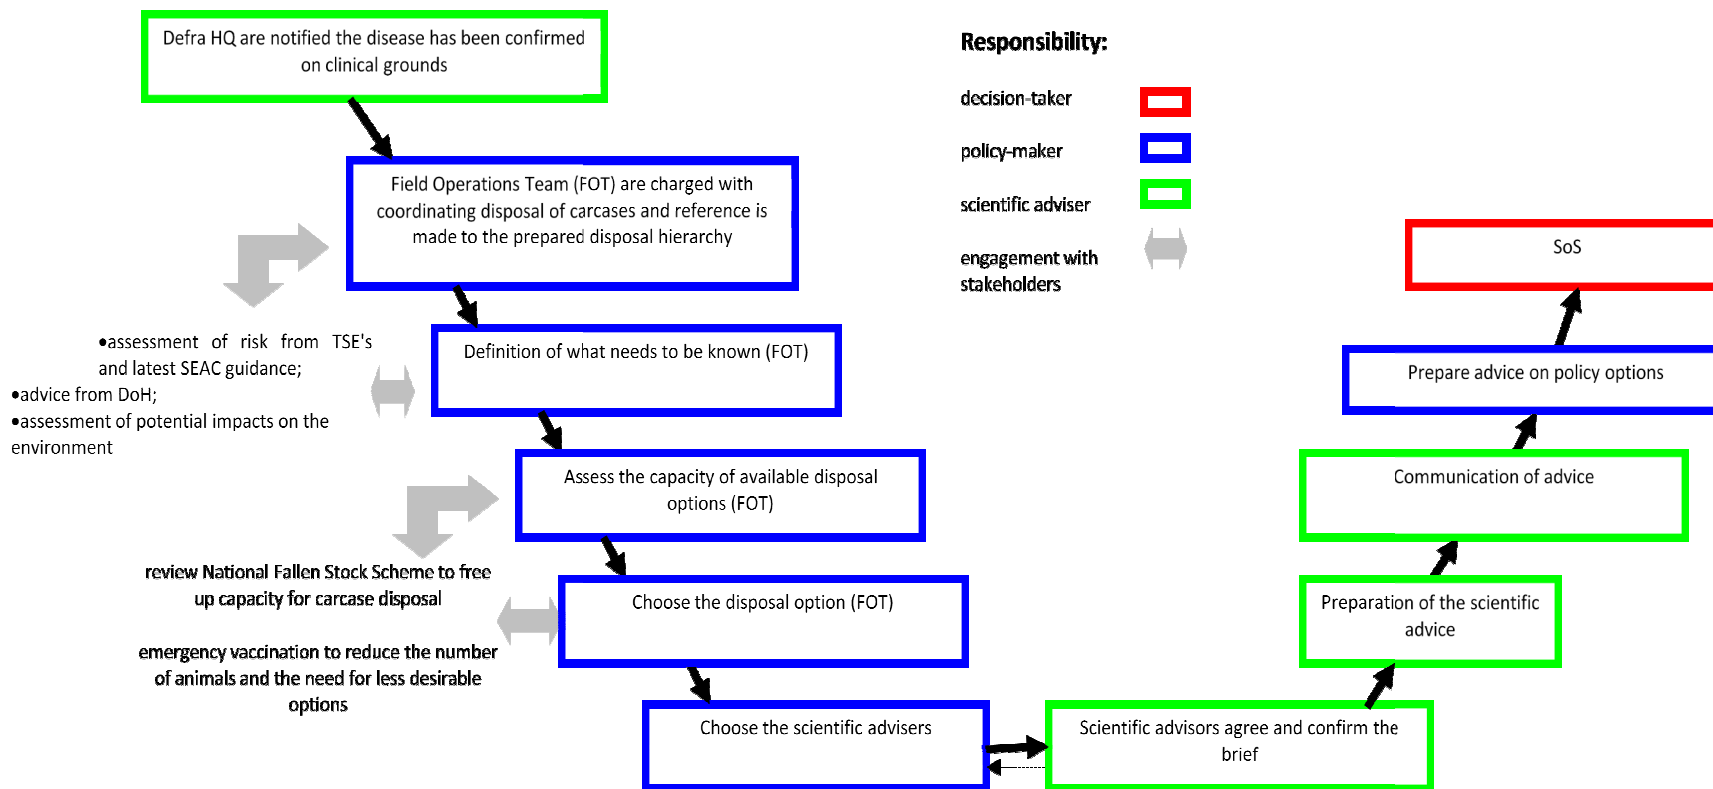 Defra HQ are notified the disease has been confirmed
on clinical grounds
Field Operations Team (FOT) are charged with
coordinating disposal of carcases and reference is
made to the prepared disposal hierarchy
•assessment of risk from TSE's
and latest SEAC guidance;
•advice from DoH;
•assessment of potential impacts on the
environment
Definition of what needs to be known (FOT)
Assess the capacity of available disposal
options (FOT)
review National Fallen Stock Scheme to free
up capacity for carcase disposal
emergency vaccination to reduce the number
of animals and the need for less desirable
options
Choose the disposal option (FOT)
Choose the scientific advisers
Scientific advisors agree and confirm the
brief
Preparation of the scientific
advice
Communication of advice
Prepare advice on policy options
SoS
Responsibility:
decision-taker
policy-maker
scientific adviser
engagement with
stakeholders